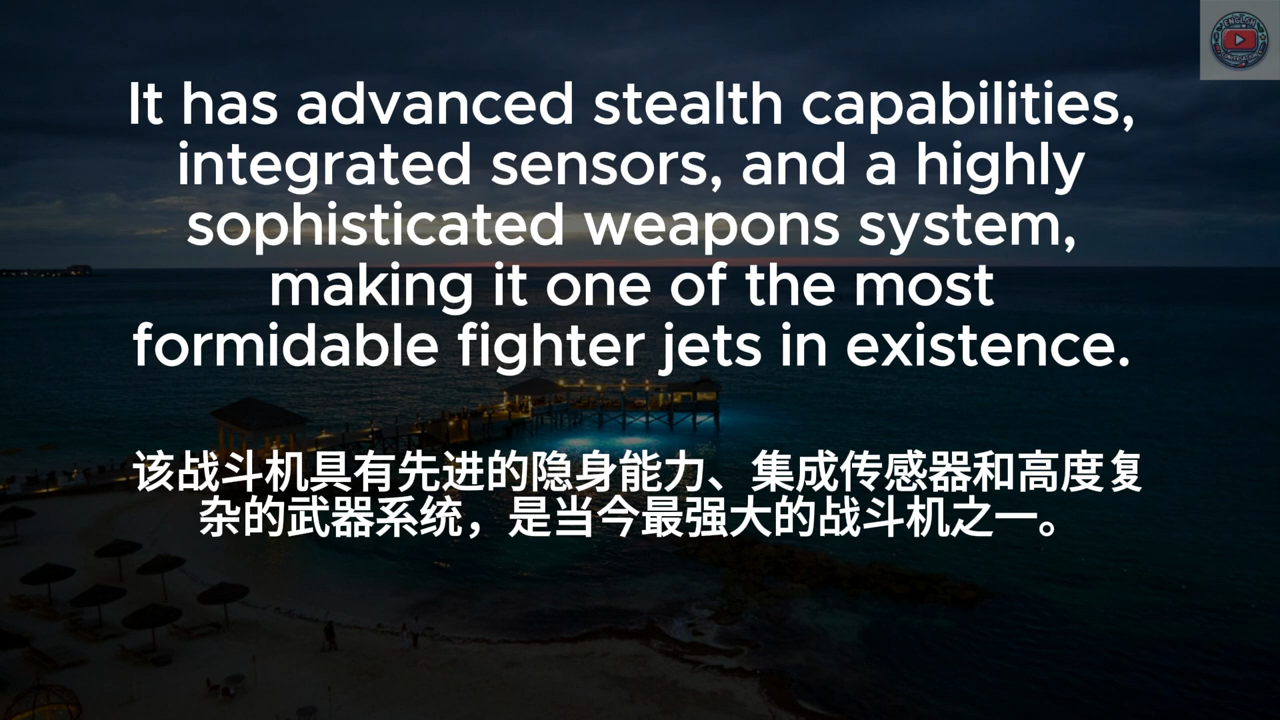 It has advanced stealth capabilities,
integrated sensors, and a highly
sophisticated weapons system,
making it one of the most
formidable fighter jets in existence.
该战斗机具有先进的隐身能力、集成传感器和高度复
杂的武器系统，是当今最强大的战斗机之一。